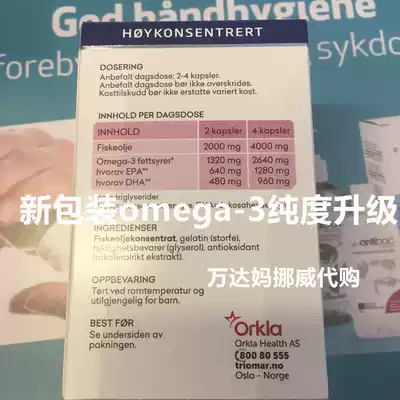 God håndhygiene
foreby
sykdo
HØYKONSENTRERT
DOSERING
Anbefalt dagsdose: 2-4 kapsler.
Anbefalt dagsdose bør ikke overskrides.
Kosttilskudd bør ikke erstatte variert kost.
INNHOLD PER DAGSDOSE
INNHOLD 2 kapsler 4 kapsler
Fiskeolje 2000 mg 4000 mg
Omega-3 fettsyrer* 1320 mg 2640 mg
hvorav EPA** 640 mg 1280 mg
hvorav DHA** 480 mg 960 mg
新包装omega-3纯度升级
INGREDIENSER
Fiskeoljekonsentrat, gelatin (storfe),
fuktighetsbevarer (glyserol), antioksidant
(tokoferolrikt ekstrakt).
万达妈挪威代购
OPPBEVARING
Tørt ved romtemperatur og
utilgjengelig for barn.
BEST FØR
Se undersiden av
pakningen.
Orkla
Orkla Health AS
800 80 555
triomar.no
Oslo - Norge
antibac